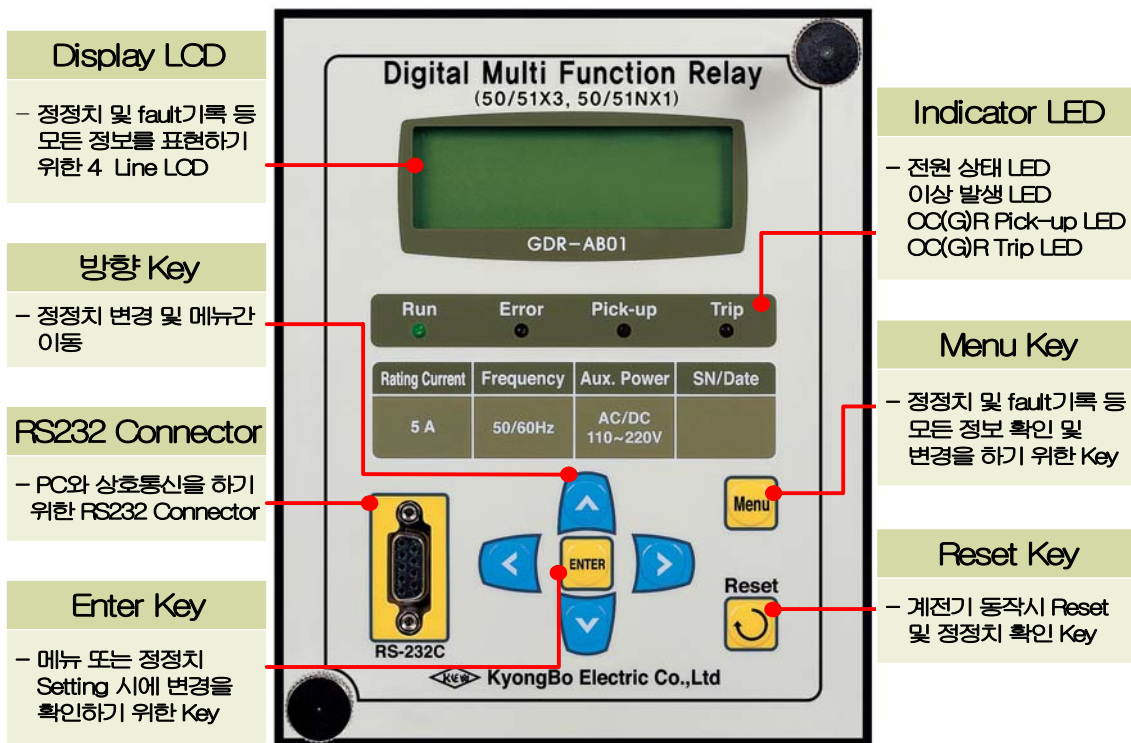 Display LCD
- 정정치 및 fault기록 등
모든 정보를 표현하기
위한 4 Line LCD
방향 Key
- 정정치 변경 및 메뉴간
이동
RS232 Connector
- PC와 상호통신을 하기
위한 RS232 Connector
Enter Key
- 메뉴 또는 정정치
Setting 시에 변경을
확인하기 위한 Key
Digital Multi Function Relay
(50/51X3, 50/51NX1)
GDR-AB01
Run Error Pick-up Trip
Rating Current Frequency Aux. Power SN/Date
5 A 50/60Hz AC/DC
110~220V
Menu
ENTER
Reset
RS-232C
KEW KyongBo Electric Co.,Ltd
Indicator LED
- 전원 상태 LED
이상 발생 LED
OC(G)R Pick-up LED
OC(G)R Trip LED
Menu Key
- 정정치 및 fault기록 등
모든 정보 확인 및
변경을 하기 위한 Key
Reset Key
- 계전기 동작시 Reset
및 정정치 확인 Key